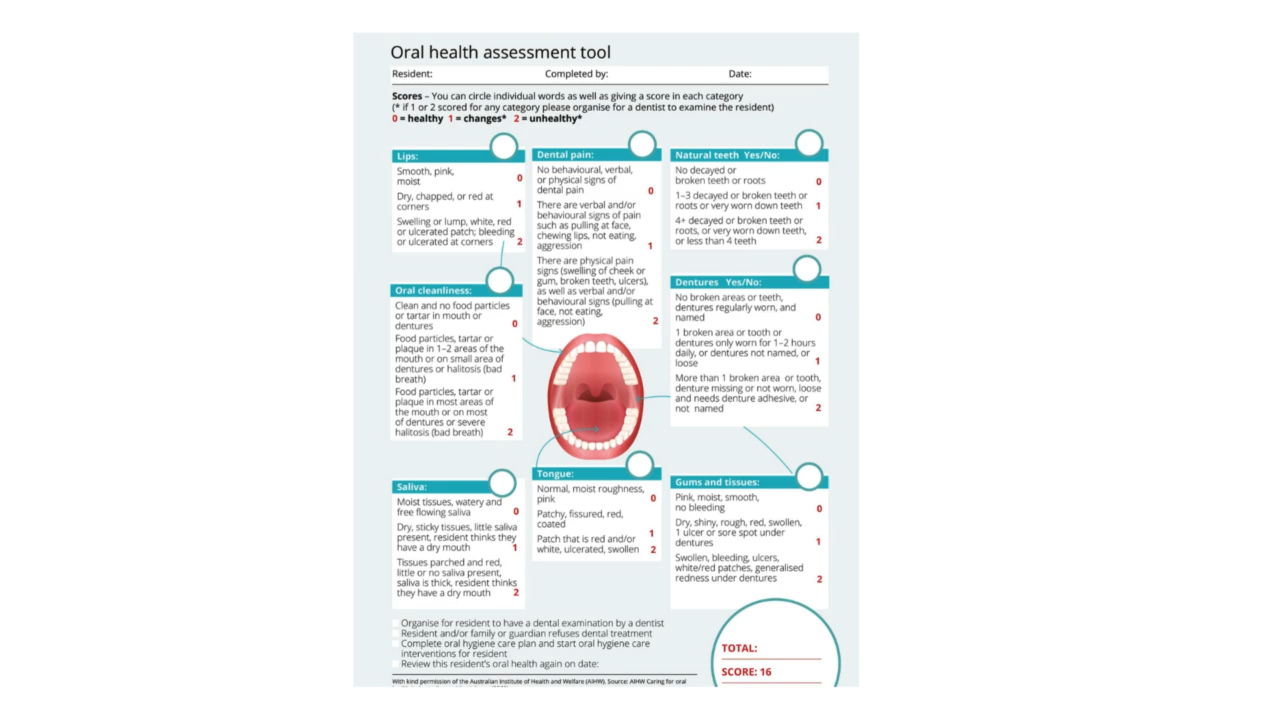 Oral health assessment tool
Resident: Completed by: Date:
Scores – You can circle individual words as well as giving a score in each category
(* if 1 or 2 scored for any category please organise for a dentist to examine the resident)
0 = healthy 1 = changes* 2 = unhealthy*
Lips:
Smooth, pink,
moist 0
Dry, chapped, or red at
corners 1
Swelling or lump, white, red
or ulcerated patch; bleeding
or ulcerated at corners 2
Dental pain:
No behavioural, verbal,
or physical signs of
dental pain 0
There are verbal and/or
behavioural signs of pain
such as pulling at face,
chewing lips, not eating,
aggression 1
There are physical pain
signs (swelling of cheek or
gum, broken teeth, ulcers),
as well as verbal and/or
behavioural signs (pulling at
face, not eating,
aggression) 2
Natural teeth Yes/No:
No decayed or
broken teeth or roots 0
1–3 decayed or broken teeth or
roots or very worn down teeth 1
4+ decayed or broken teeth or
roots, or very worn down teeth,
or less than 4 teeth 2
Oral cleanliness:
Clean and no food particles
or tartar in mouth or
dentures 0
Food particles, tartar or
plaque in 1–2 areas of the
mouth or on small area of
dentures or halitosis (bad
breath) 1
Food particles, tartar or
plaque in most areas of
the mouth or on most
of dentures or severe
halitosis (bad breath) 2
Dentures Yes/No:
No broken areas or teeth,
dentures regularly worn, and
named 0
1 broken area or tooth or
dentures only worn for 1–2 hours
daily, or dentures not named, or
loose 1
More than 1 broken area or tooth,
denture missing or not worn, loose
and needs denture adhesive, or
not named 2
Saliva:
Moist tissues, watery and
free flowing saliva 0
Dry, sticky tissues, little saliva
present, resident thinks they
have a dry mouth 1
Tissues parched and red,
little or no saliva present,
saliva is thick, resident thinks
they have a dry mouth 2
Tongue:
Normal, moist roughness,
pink 0
Patchy, fissured, red,
coated 1
Patch that is red and/or
white, ulcerated, swollen 2
Gums and tissues:
Pink, moist, smooth,
no bleeding 0
Dry, shiny, rough, red, swollen,
1 ulcer or sore spot under
dentures 1
Swollen, bleeding, ulcers,
white/red patches, generalised
redness under dentures 2
Organise for resident to have a dental examination by a dentist
Resident and/or family or guardian refuses dental treatment
Complete oral hygiene care plan and start oral hygiene care
interventions for resident
Review this resident's oral health again on date:
TOTAL:
SCORE: 16
With kind permission of the Australian Institute of Health and Welfare (AIHW). Source: AIHW Caring for oral